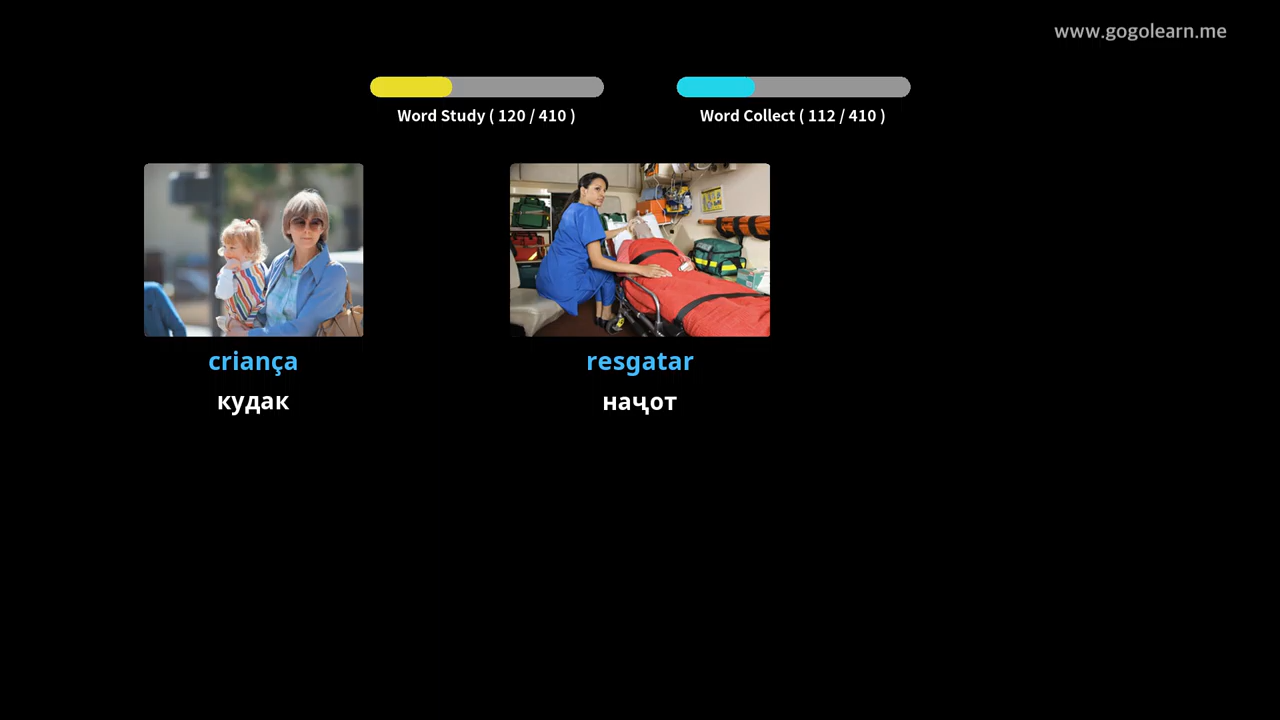 www.gogolearn.me
Word Study ( 120 / 410 )
Word Collect ( 112 / 410 )
criança
кудак
resgatar
наҷот